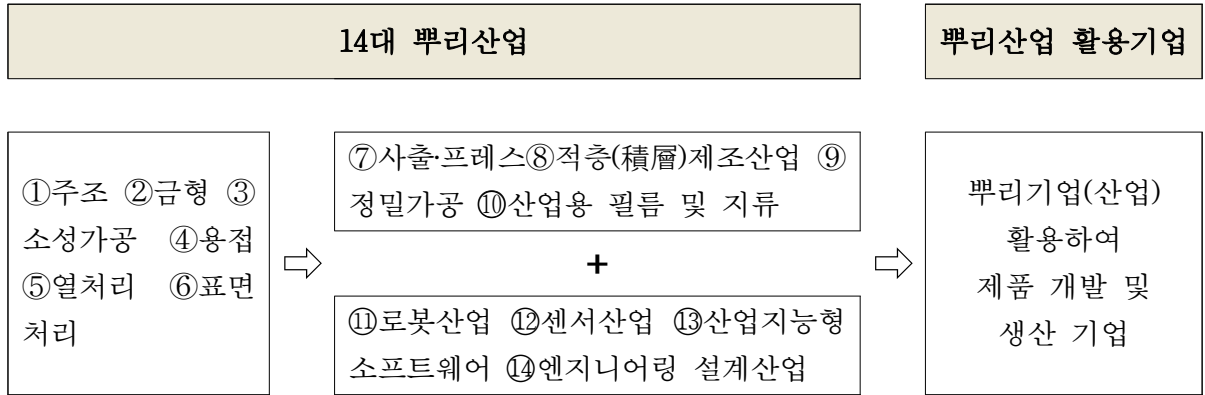 14대 뿌리산업
뿌리산업 활용기업
①주조 ②금형 ③
소성가공 ④용접
⑤열처리 ⑥표면
처리
⑦사출·프레스⑧적층(積層)제조산업 ⑨
정밀가공 ⑩산업용 필름 및 지류
+
⑪로봇산업 ⑫센서산업 ⑬산업지능형
소프트웨어 ⑭엔지니어링 설계산업
뿌리기업(산업)
활용하여
제품 개발 및
생산 기업